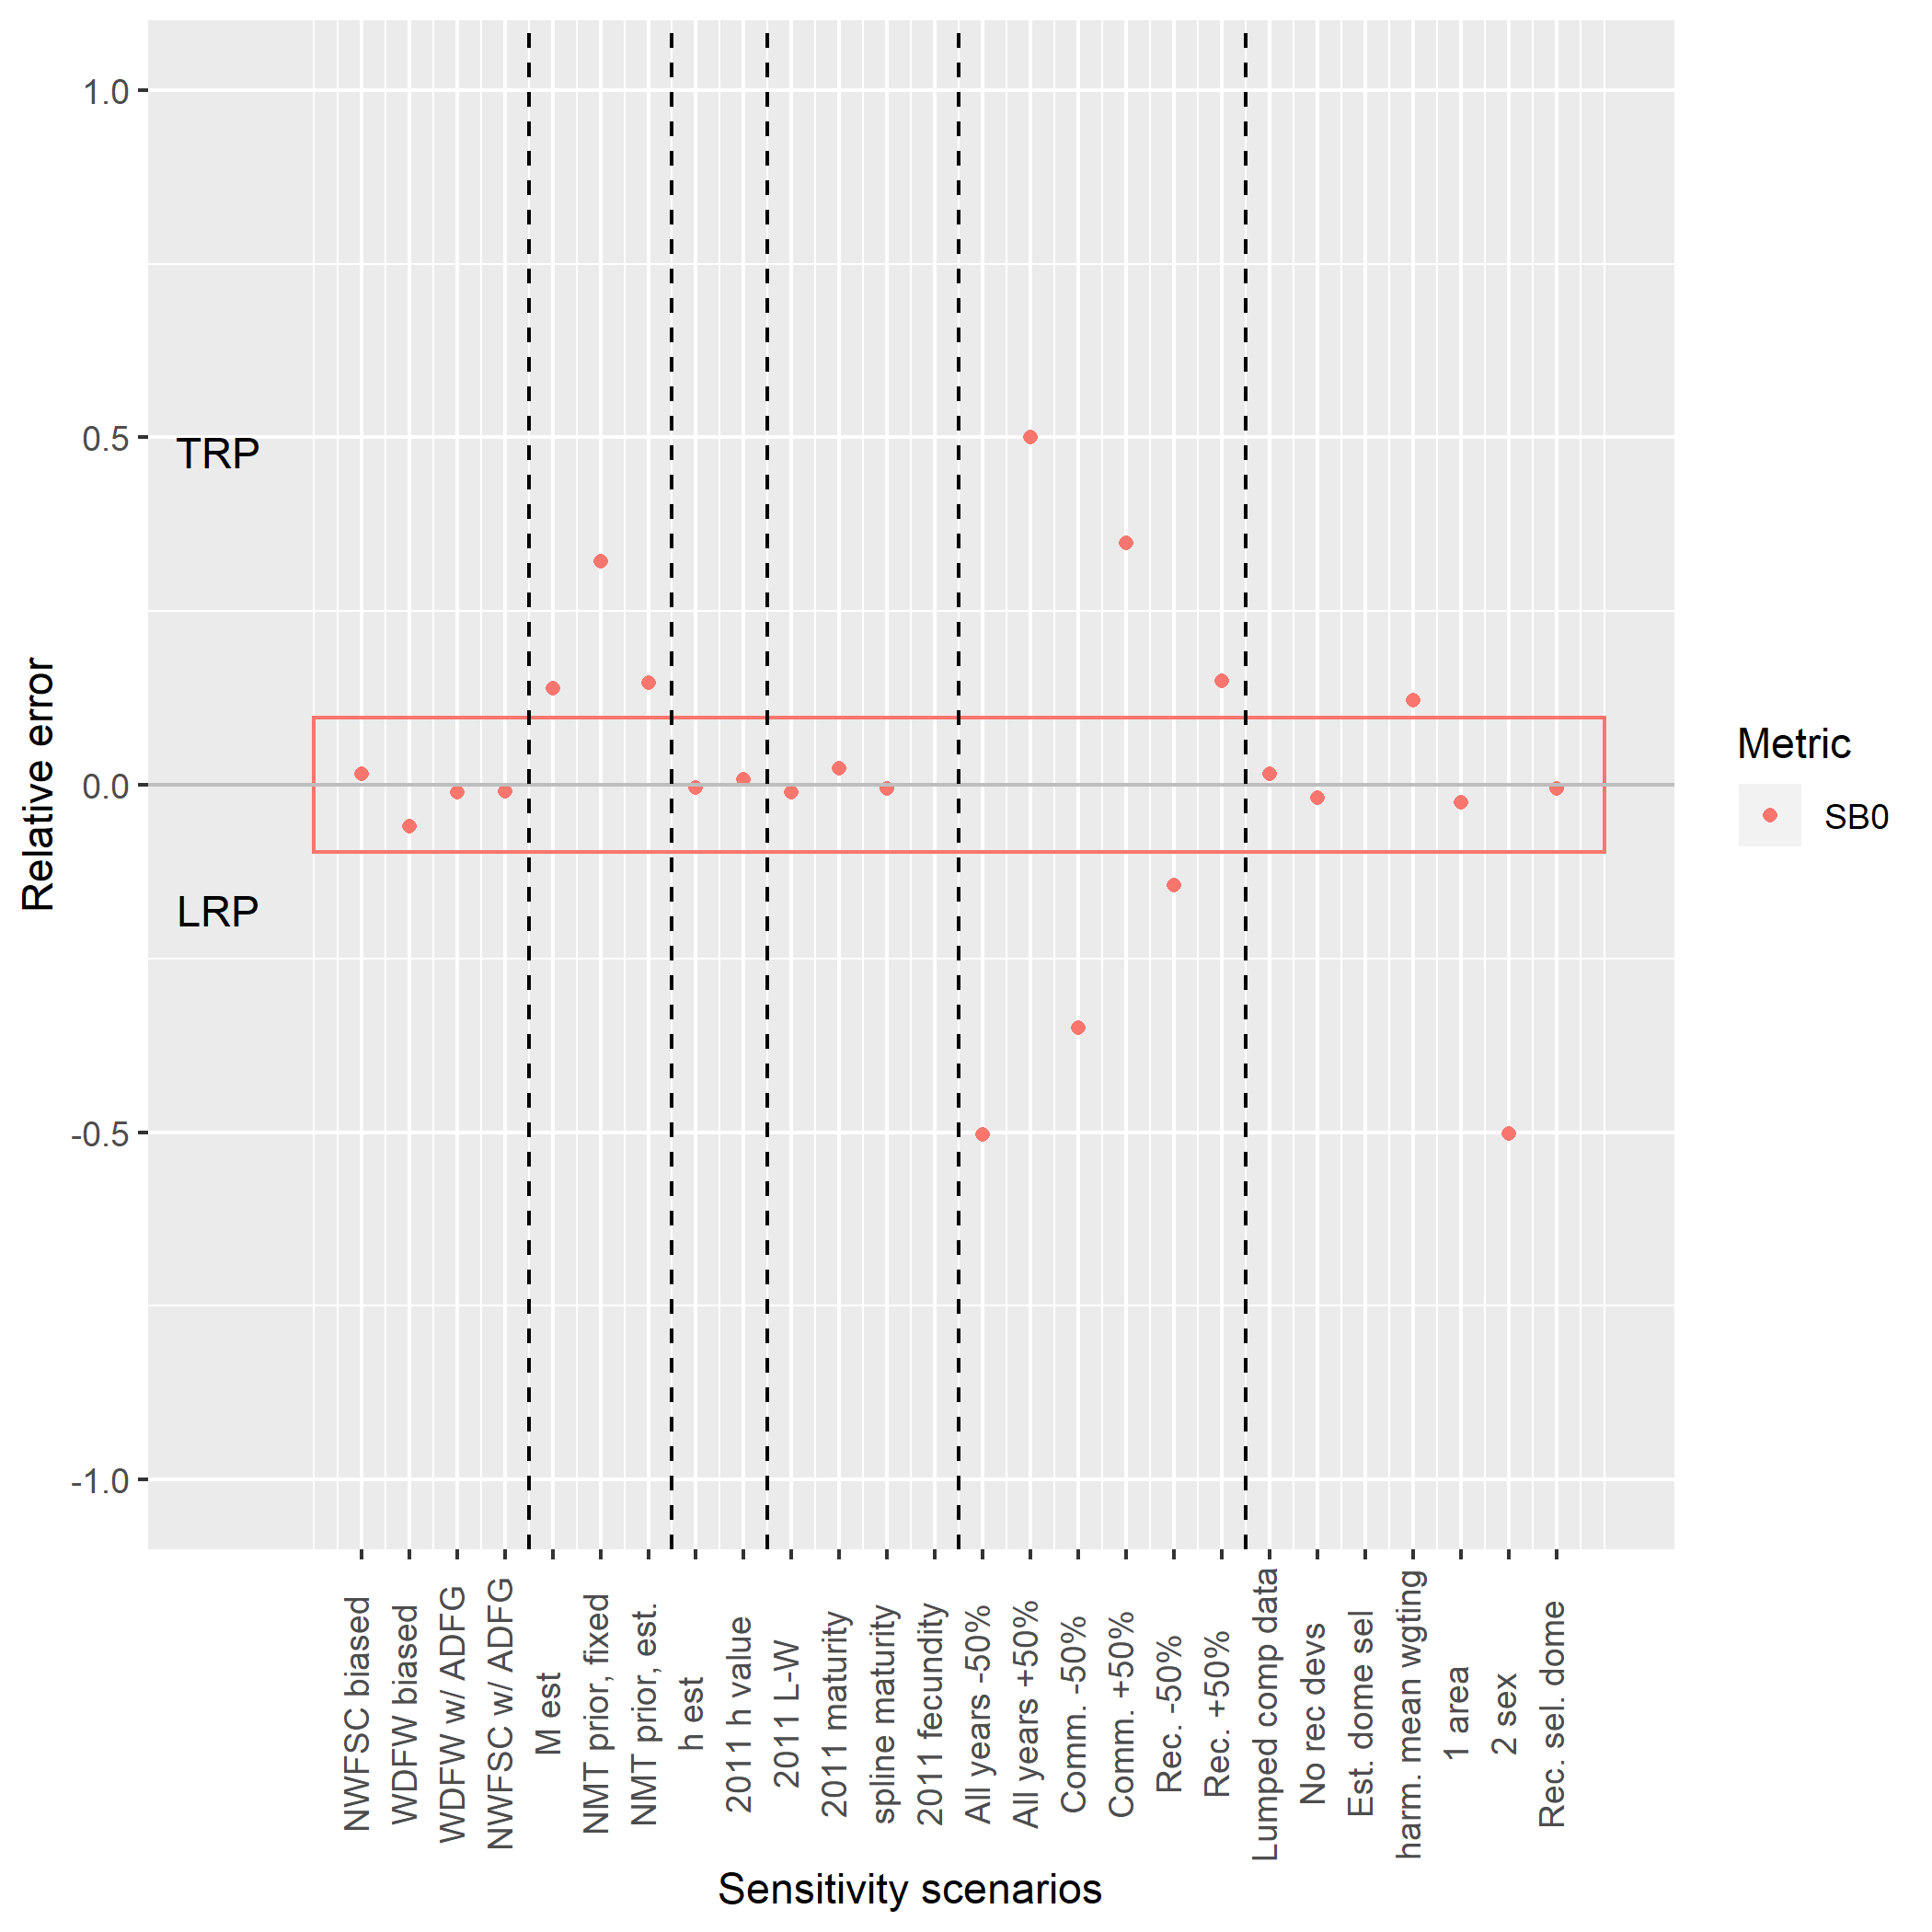 1.0
0.5
0.0
-0.5
-1.0
Relative error
TRP
LRP
NWFSC biased
WDFW biased
WDFW w/ ADFG
NWFSC w/ ADFG
M est
NMT prior, fixed
NMT prior, est.
h est
2011 h value
2011 L-W
2011 maturity
spline maturity
2011 fecundity
All years -50%
All years +50%
Comm. -50%
Comm. +50%
Rec. -50%
Rec. +50%
Lumped comp data
No rec devs
Est. dome sel
harm. mean wgting
1 area
2 sex
Rec. sel. dome
Sensitivity scenarios
Metric
SB0